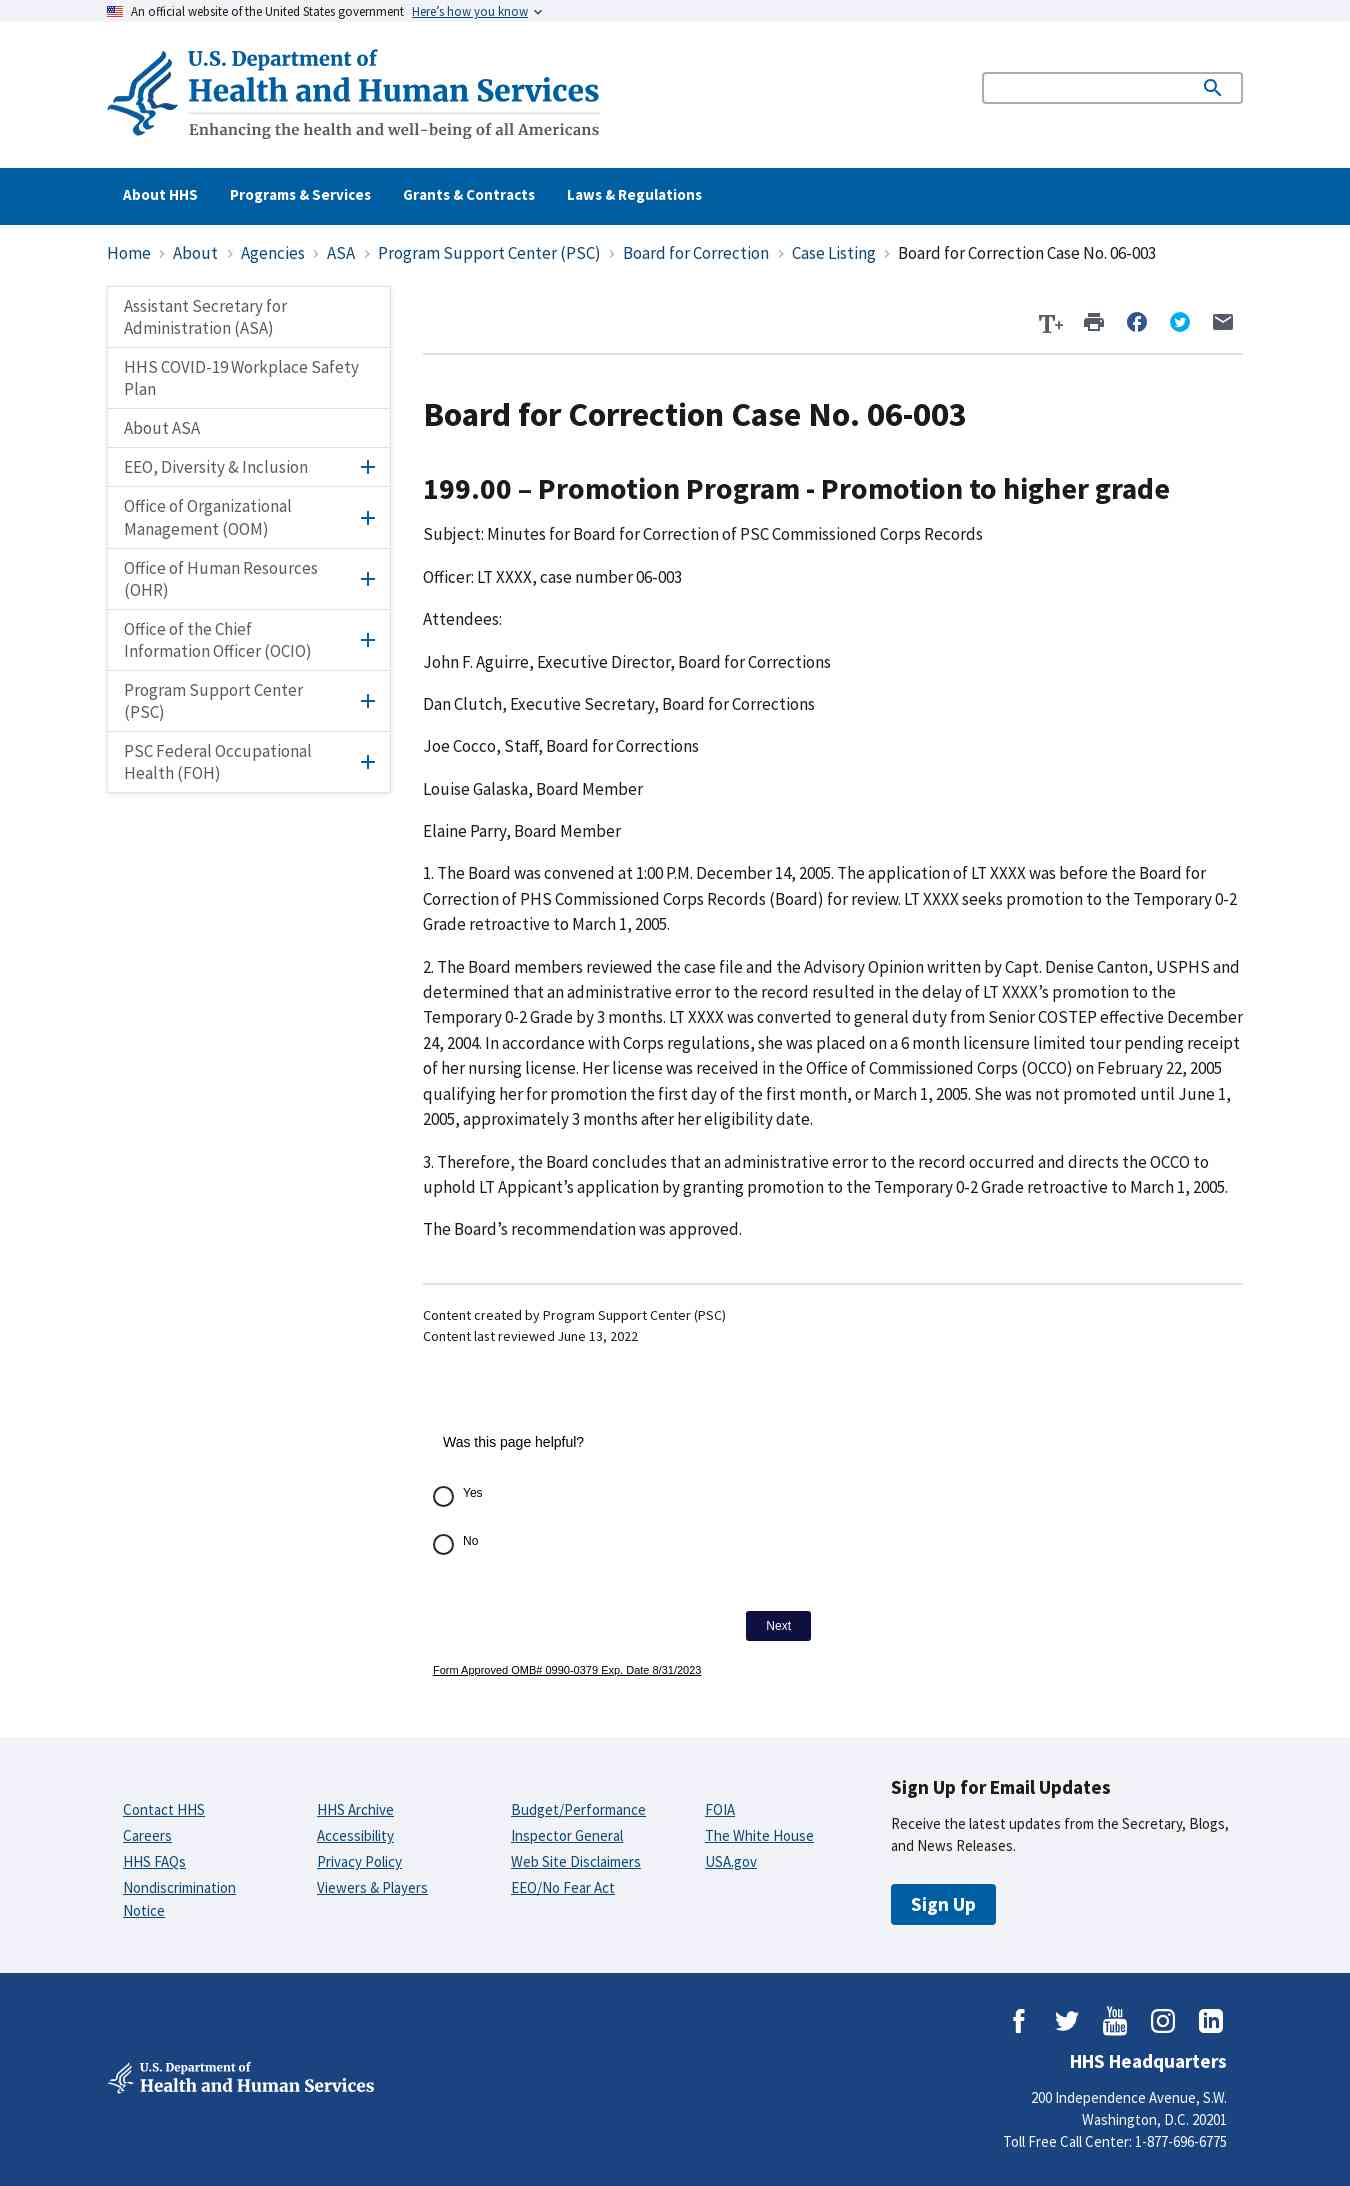 An official website of the United States government Here’s how you know
U.S. Department of
Health and Human Services
Enhancing the health and well-being of all Americans
About HHS Programs & Services Grants & Contracts Laws & Regulations
Home › About › Agencies › ASA › Program Support Center (PSC) › Board for Correction › Case Listing › Board for Correction Case No. 06-003
Assistant Secretary for
Administration (ASA)
HHS COVID-19 Workplace Safety
Plan
About ASA
EEO, Diversity & Inclusion
Office of Organizational
Management (OOM)
Office of Human Resources
(OHR)
Office of the Chief
Information Officer (OCIO)
Program Support Center
(PSC)
PSC Federal Occupational
Health (FOH)
T+
Board for Correction Case No. 06-003
199.00 – Promotion Program - Promotion to higher grade
Subject: Minutes for Board for Correction of PSC Commissioned Corps Records
Officer: LT XXXX, case number 06-003
Attendees:
John F. Aguirre, Executive Director, Board for Corrections
Dan Clutch, Executive Secretary, Board for Corrections
Joe Cocco, Staff, Board for Corrections
Louise Galaska, Board Member
Elaine Parry, Board Member
1. The Board was convened at 1:00 P.M. December 14, 2005. The application of LT XXXX was before the Board for
Correction of PHS Commissioned Corps Records (Board) for review. LT XXXX seeks promotion to the Temporary 0-2
Grade retroactive to March 1, 2005.
2. The Board members reviewed the case file and the Advisory Opinion written by Capt. Denise Canton, USPHS and
determined that an administrative error to the record resulted in the delay of LT XXXX’s promotion to the
Temporary 0-2 Grade by 3 months. LT XXXX was converted to general duty from Senior COSTEP effective December
24, 2004. In accordance with Corps regulations, she was placed on a 6 month licensure limited tour pending receipt
of her nursing license. Her license was received in the Office of Commissioned Corps (OCCO) on February 22, 2005
qualifying her for promotion the first day of the first month, or March 1, 2005. She was not promoted until June 1,
2005, approximately 3 months after her eligibility date.
3. Therefore, the Board concludes that an administrative error to the record occurred and directs the OCCO to
uphold LT Appicant’s application by granting promotion to the Temporary 0-2 Grade retroactive to March 1, 2005.
The Board’s recommendation was approved.
Content created by Program Support Center (PSC)
Content last reviewed June 13, 2022
Was this page helpful?
Yes
No
Next
Form Approved OMB# 0990-0379 Exp. Date 8/31/2023
Contact HHS
Careers
HHS FAQs
Nondiscrimination
Notice
HHS Archive
Accessibility
Privacy Policy
Viewers & Players
Budget/Performance
Inspector General
Web Site Disclaimers
EEO/No Fear Act
FOIA
The White House
USA.gov
Sign Up for Email Updates
Receive the latest updates from the Secretary, Blogs,
and News Releases.
Sign Up
You
Tube
in
U.S. Department of
Health and Human Services
HHS Headquarters
200 Independence Avenue, S.W.
Washington, D.C. 20201
Toll Free Call Center: 1-877-696-6775